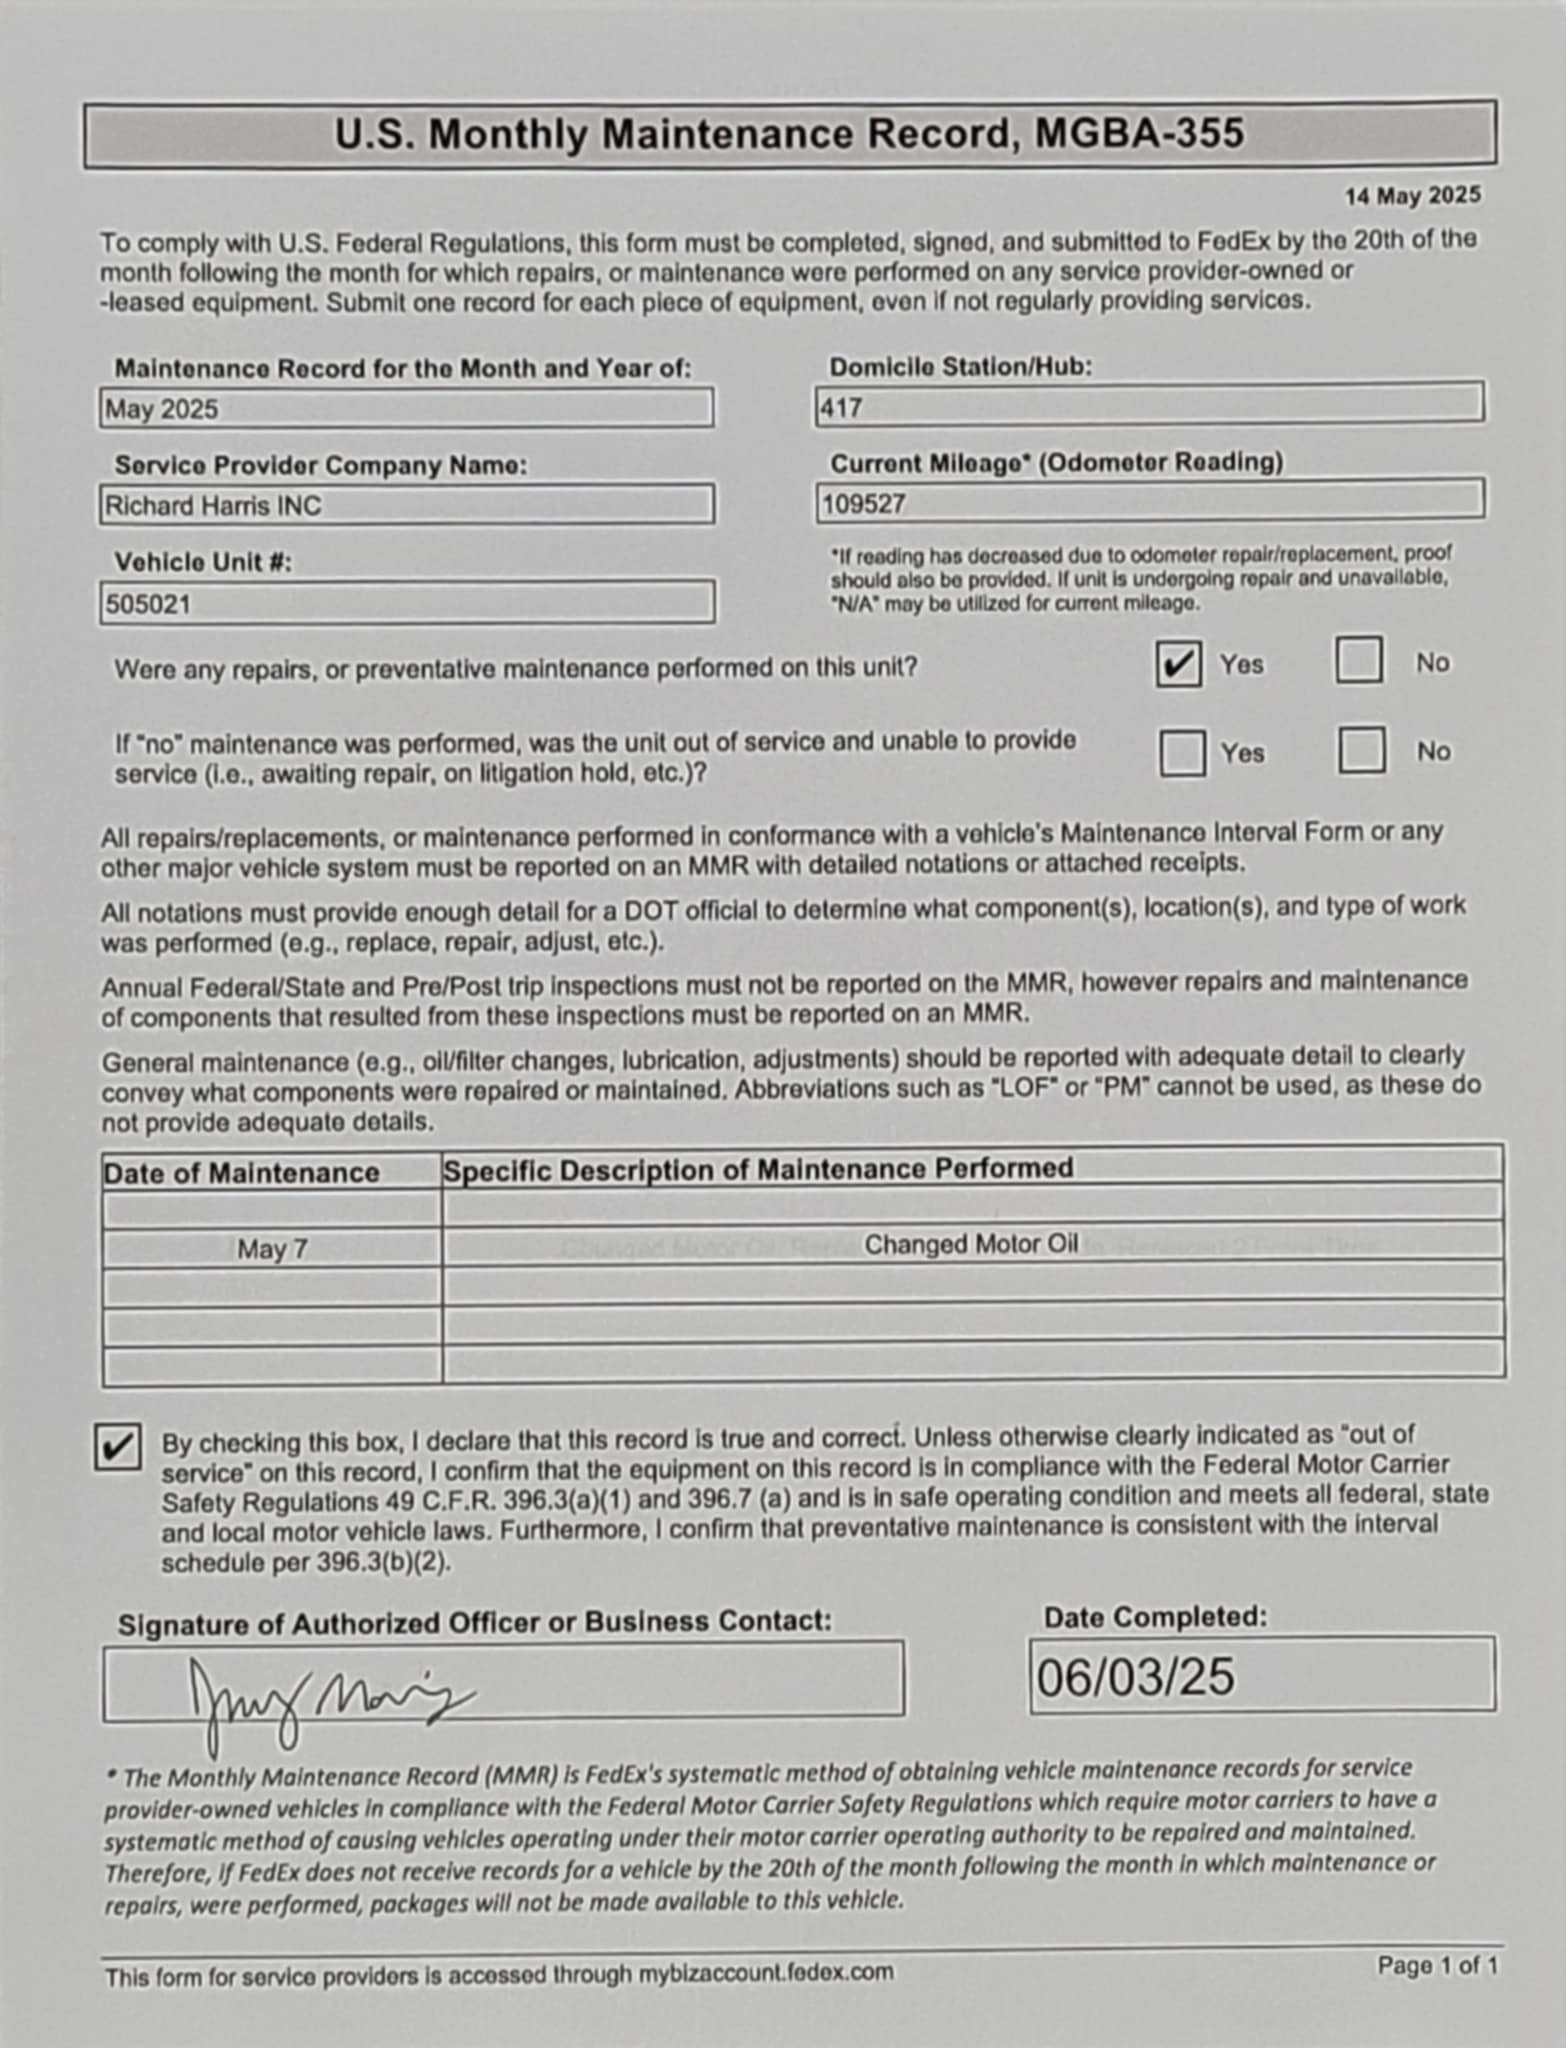 U.S. Monthly Maintenance Record, MGBA-355
14 May 2025
To comply with U.S. Federal Regulations, this form must be completed, signed, and submitted to FedEx by the 20th of the
month following the month for which repairs, or maintenance were performed on any service provider-owned or
-leased equipment. Submit one record for each piece of equipment, even if not regularly providing services.
Maintenance Record for the Month and Year of:
May 2025
Domicile Station/Hub:
417
Service Provider Company Name:
Richard Harris INC
Current Mileage* (Odometer Reading)
109527
Vehicle Unit #:
505021
*If reading has decreased due to odometer repair/replacement, proof
should also be provided. If unit is undergoing repair and unavailable,
"N/A" may be utilized for current mileage.
Were any repairs, or preventative maintenance performed on this unit? ✔ Yes No
If "no" maintenance was performed, was the unit out of service and unable to provide
service (i.e., awaiting repair, on litigation hold, etc.)? Yes No
All repairs/replacements, or maintenance performed in conformance with a vehicle's Maintenance Interval Form or any
other major vehicle system must be reported on an MMR with detailed notations or attached receipts.
All notations must provide enough detail for a DOT official to determine what component(s), location(s), and type of work
was performed (e.g., replace, repair, adjust, etc.).
Annual Federal/State and Pre/Post trip inspections must not be reported on the MMR, however repairs and maintenance
of components that resulted from these inspections must be reported on an MMR.
General maintenance (e.g., oil/filter changes, lubrication, adjustments) should be reported with adequate detail to clearly
convey what components were repaired or maintained. Abbreviations such as "LOF" or "PM" cannot be used, as these do
not provide adequate details.
Date of Maintenance Specific Description of Maintenance Performed
May 7 Changed Motor Oil
✔ By checking this box, I declare that this record is true and correct. Unless otherwise clearly indicated as "out of
service" on this record, I confirm that the equipment on this record is in compliance with the Federal Motor Carrier
Safety Regulations 49 C.F.R. 396.3(a)(1) and 396.7 (a) and is in safe operating condition and meets all federal, state
and local motor vehicle laws. Furthermore, I confirm that preventative maintenance is consistent with the interval
schedule per 396.3(b)(2).
Signature of Authorized Officer or Business Contact:
Date Completed:
06/03/25
* The Monthly Maintenance Record (MMR) is FedEx's systematic method of obtaining vehicle maintenance records for service
provider-owned vehicles in compliance with the Federal Motor Carrier Safety Regulations which require motor carriers to have a
systematic method of causing vehicles operating under their motor carrier operating authority to be repaired and maintained.
Therefore, if FedEx does not receive records for a vehicle by the 20th of the month following the month in which maintenance or
repairs, were performed, packages will not be made available to this vehicle.
This form for service providers is accessed through mybizaccount.fedex.com
Page 1 of 1